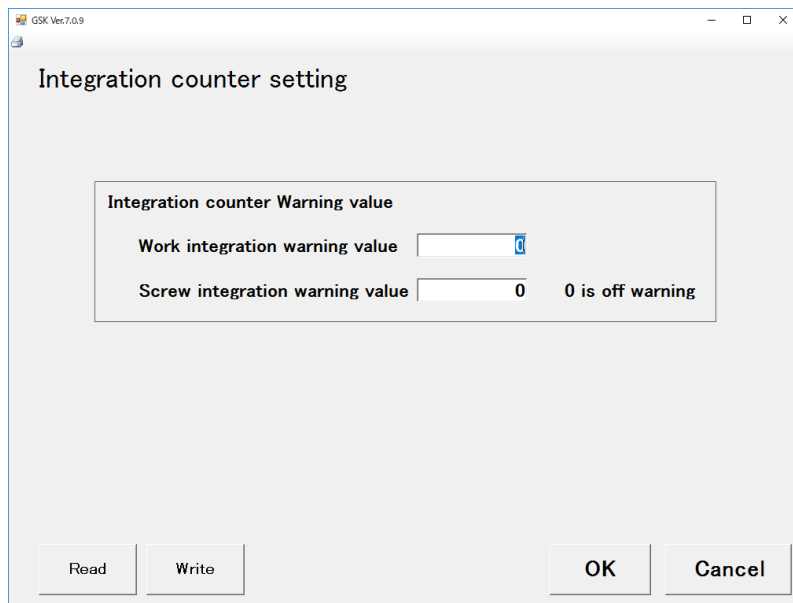 GSK Ver.7.0.9
Integration counter setting
Integration counter Warning value
Work integration warning value 0
Screw integration warning value 0 0 is off warning
Read Write OK Cancel